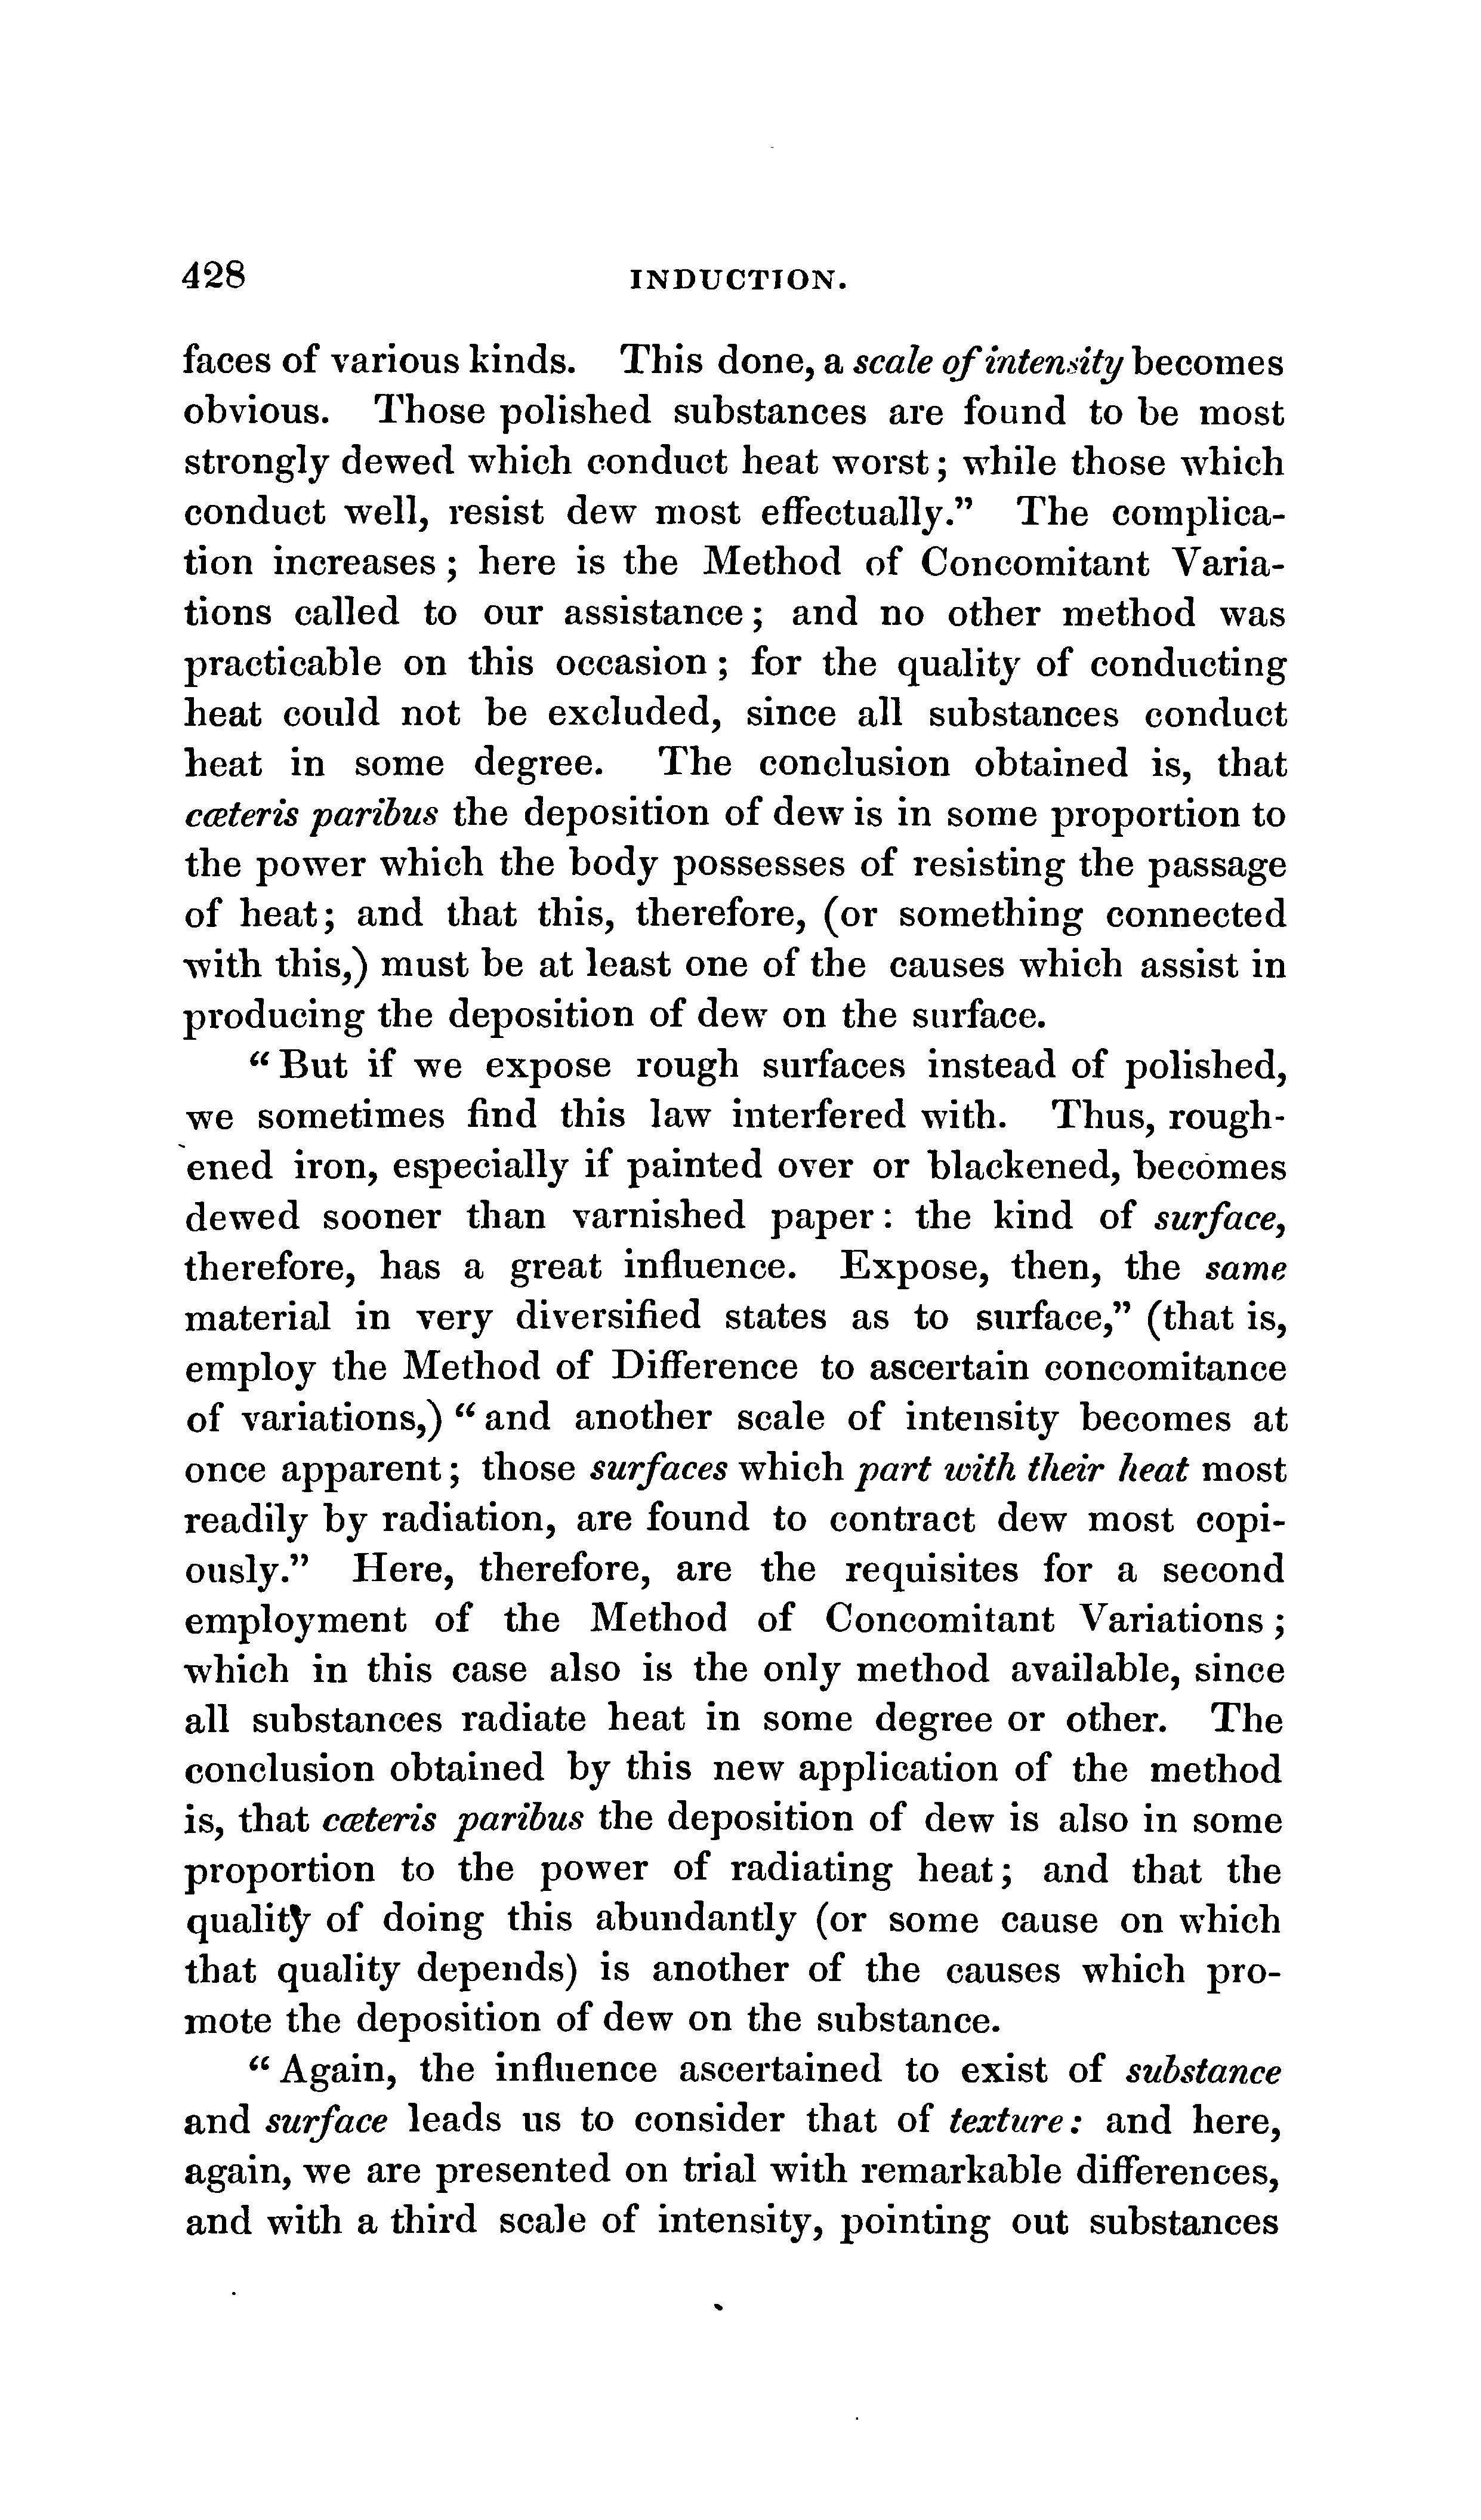 428 INDUCTION.
faces of various kinds. This done, a scale of intensity becomes
obvious. Those polished substances are found to be most
strongly dewed which conduct heat worst; while those which
conduct well, resist dew most effectually.” The complica-
tion increases; here is the Method of Concomitant Varia-
tions called to our assistance; and no other method was
practicable on this occasion; for the quality of conducting
heat could not be excluded, since all substances conduct
heat in some degree. The conclusion obtained is, that
cæteris paribus the deposition of dew is in some proportion to
the power which the body possesses of resisting the passage
of heat; and that this, therefore, (or something connected
with this,) must be at least one of the causes which assist in
producing the deposition of dew on the surface.
“But if we expose rough surfaces instead of polished,
we sometimes find this law interfered with. Thus, rough-
ened iron, especially if painted over or blackened, becomes
dewed sooner than varnished paper: the kind of surface,
therefore, has a great influence. Expose, then, the same
material in very diversified states as to surface,” (that is,
employ the Method of Difference to ascertain concomitance
of variations,) “and another scale of intensity becomes at
once apparent; those surfaces which part with their heat most
readily by radiation, are found to contract dew most copi-
ously.” Here, therefore, are the requisites for a second
employment of the Method of Concomitant Variations;
which in this case also is the only method available, since
all substances radiate heat in some degree or other. The
conclusion obtained by this new application of the method
is, that cæteris paribus the deposition of dew is also in some
proportion to the power of radiating heat; and that the
quality of doing this abundantly (or some cause on which
that quality depends) is another of the causes which pro-
mote the deposition of dew on the substance.
“Again, the influence ascertained to exist of substance
and surface leads us to consider that of texture: and here,
again, we are presented on trial with remarkable differences,
and with a third scale of intensity, pointing out substances